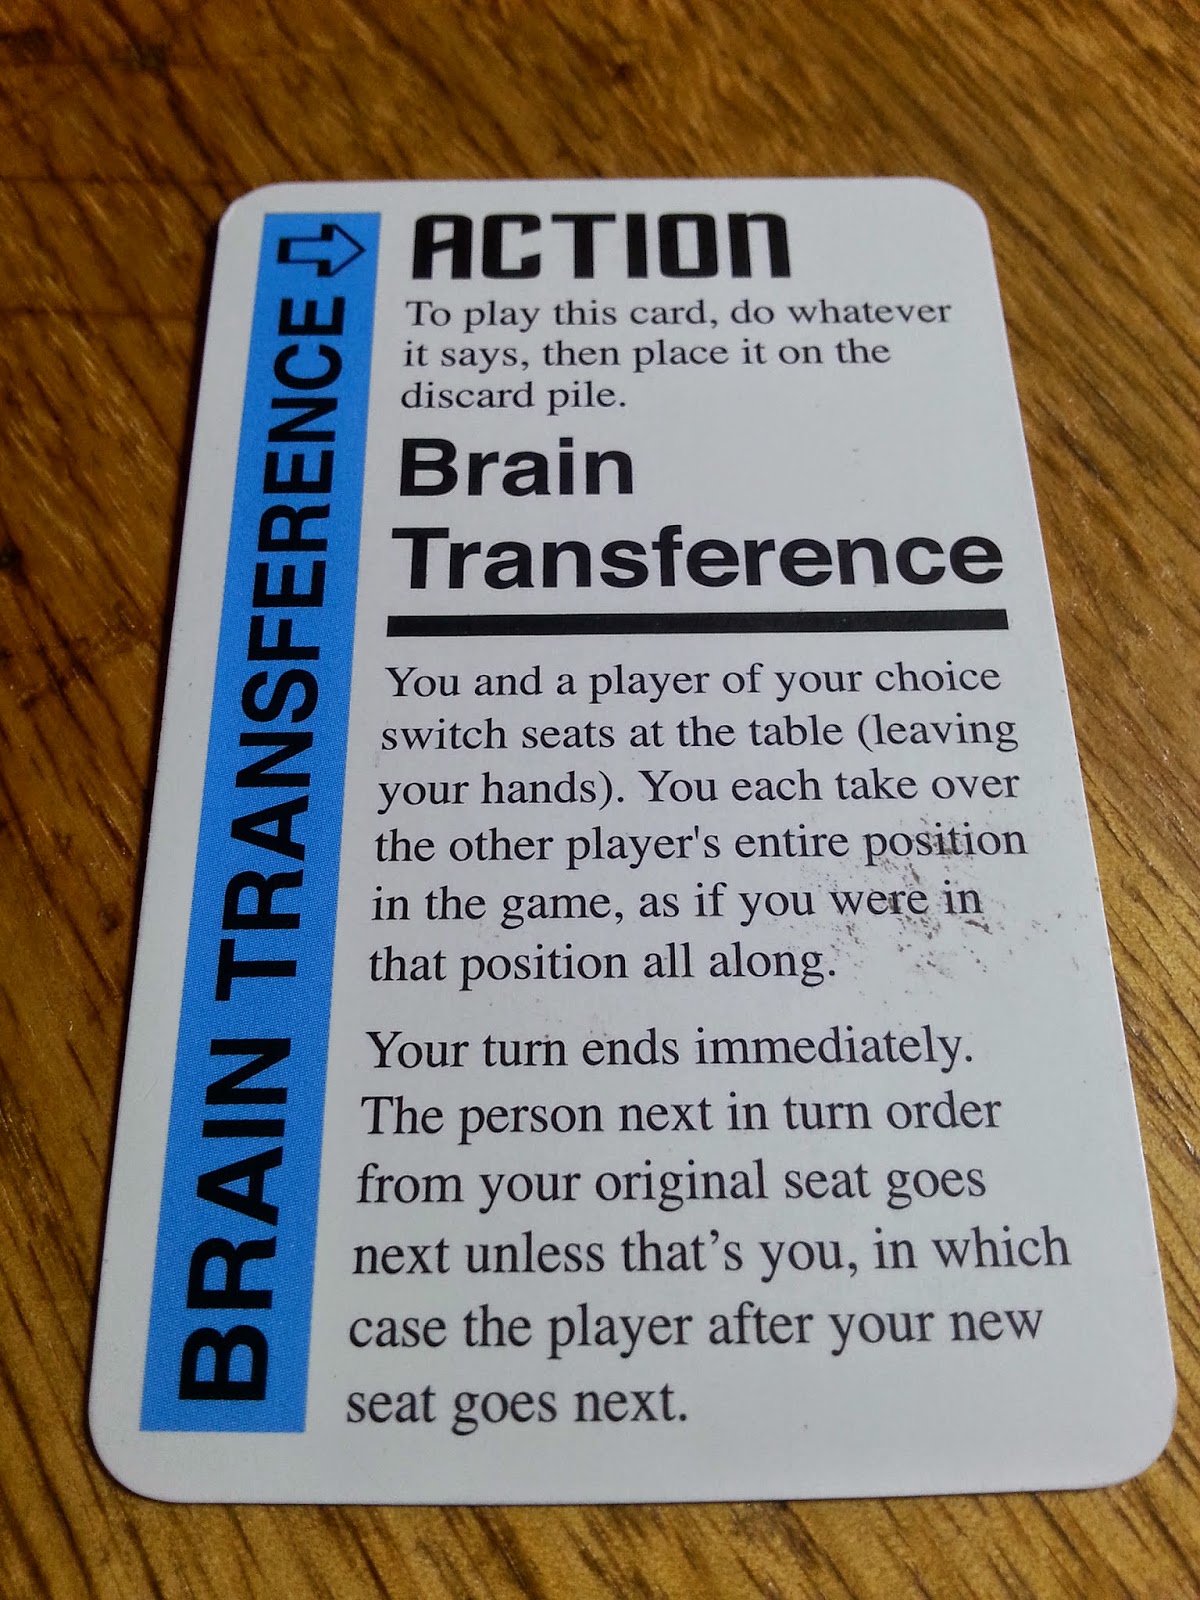 BRAIN TRANSFERENCE
ACTION
To play this card, do whatever
it says, then place it on the
discard pile.
Brain
Transference
You and a player of your choice
switch seats at the table (leaving
your hands). You each take over
the other player's entire position
in the game, as if you were in
that position all along.
Your turn ends immediately.
The person next in turn order
from your original seat goes
next unless that’s you, in which
case the player after your new
seat goes next.